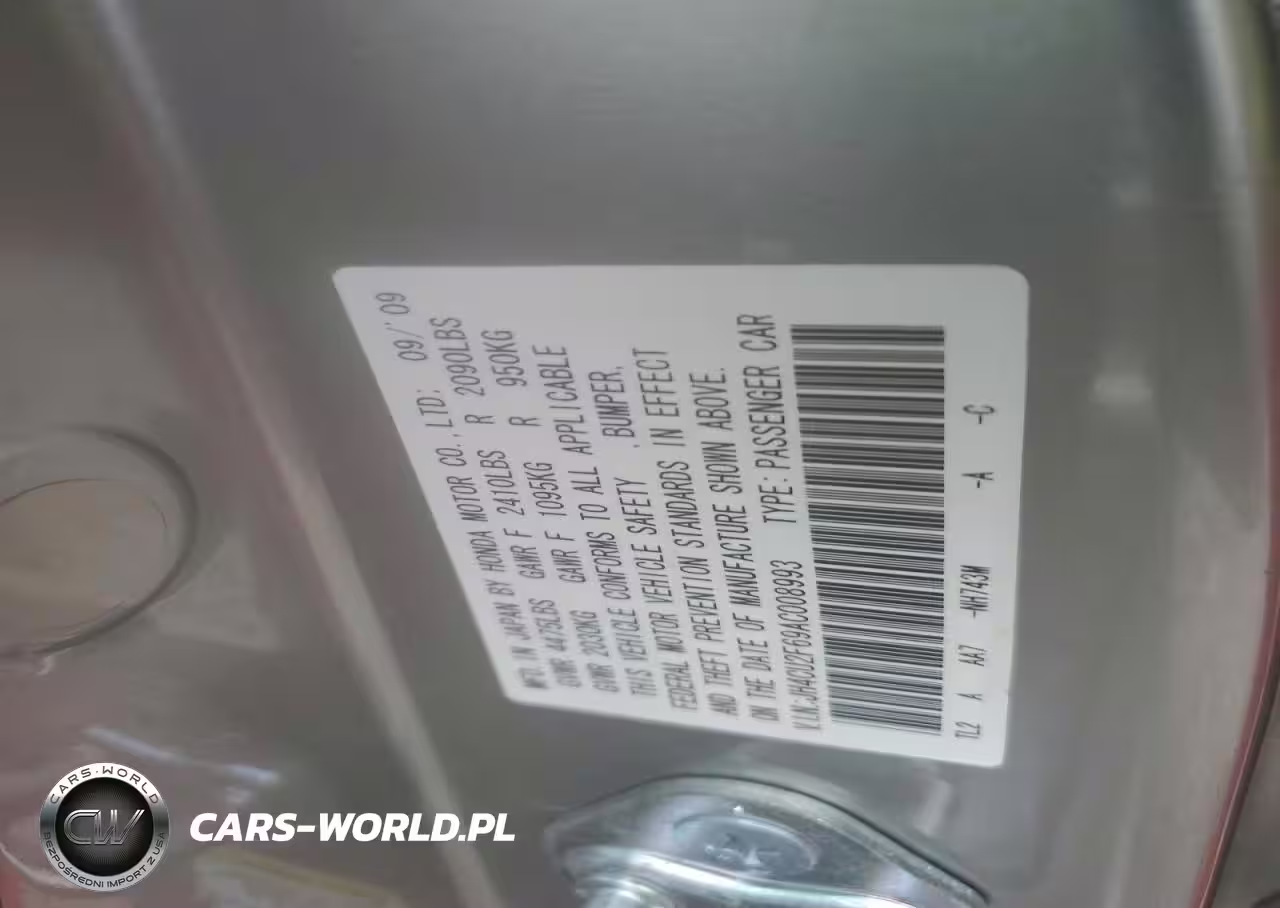 MFD. IN JAPAN BY HONDA MOTOR CO., LTD; 09/'09
GVWR 4475LBS GAWR F 2410LBS R 2090LBS
GVWR 2030KG GAWR F 1095KG R 950KG
THIS VEHICLE CONFORMS TO ALL APPLICABLE
FEDERAL MOTOR VEHICLE SAFETY , BUMPER,
AND THEFT PREVENTION STANDARDS IN EFFECT
ON THE DATE OF MANUFACTURE SHOWN ABOVE.
V.I.N:JH4CU2F69AC008993 TYPE: PASSENGER CAR
TL2 A AA7 -NH743M -A -C
CARS-WORLD
CW
BEZPOŚREDNI IMPORT Z USA
CARS-WORLD.PL